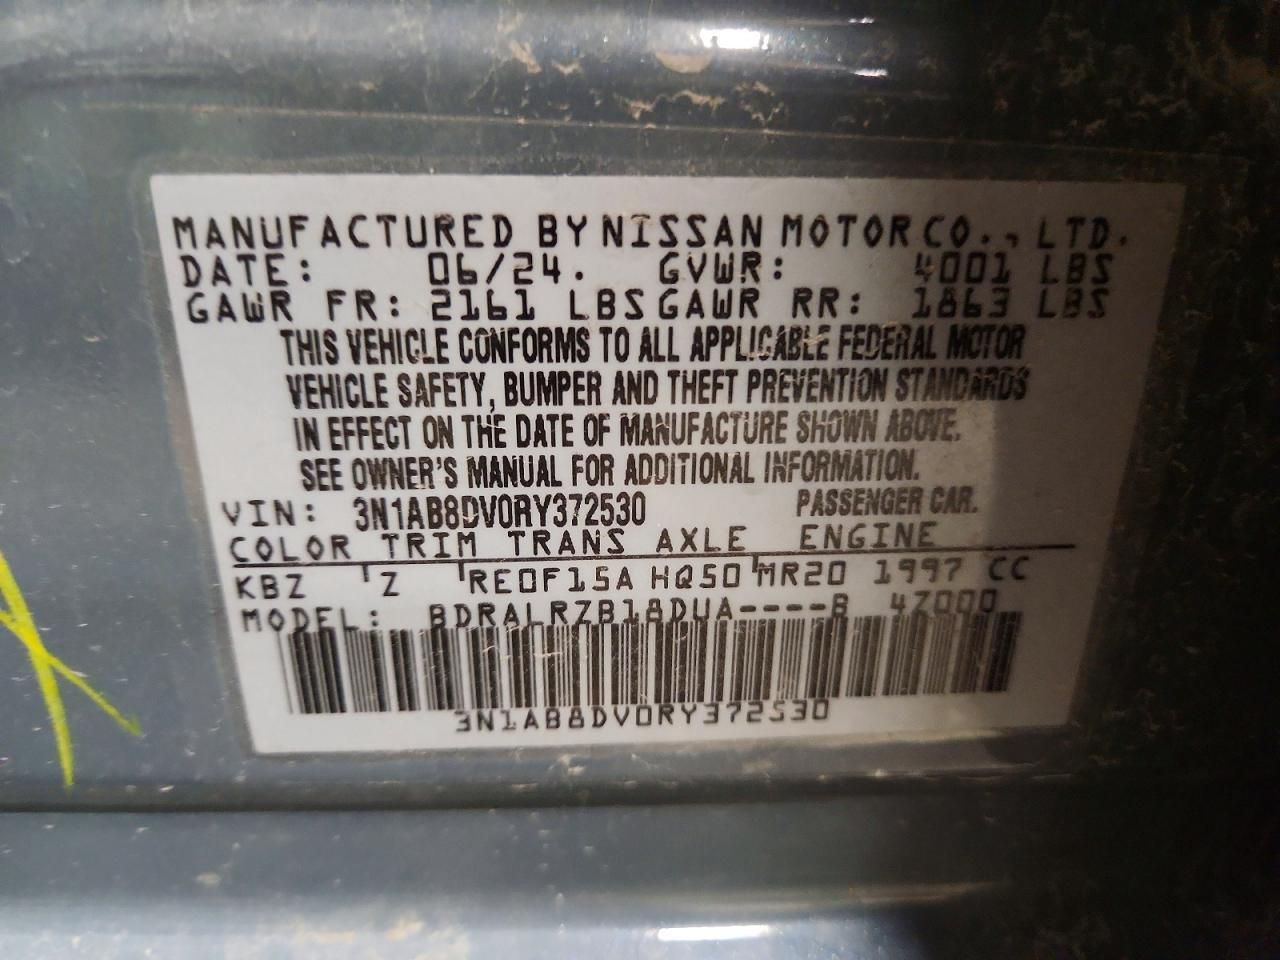 MANUFACTURED BY NISSAN MOTOR CO., LTD.
DATE: 06/24. GVWR: 4001 LBS
GAWR FR: 2161 LBS GAWR RR: 1863 LBS
THIS VEHICLE CONFORMS TO ALL APPLICABLE FEDERAL MOTOR
VEHICLE SAFETY, BUMPER AND THEFT PREVENTION STANDARDS
IN EFFECT ON THE DATE OF MANUFACTURE SHOWN ABOVE.
SEE OWNER'S MANUAL FOR ADDITIONAL INFORMATION.
VIN: 3N1AB8DV0RY372530 PASSENGER CAR.
COLOR TRIM TRANS AXLE ENGINE
KBZ Z RE0F15A HQ50 MR20 1997 CC
MODEL: BDRALRZB18DUA----B 4Z000
3N1AB8DV0RY372530